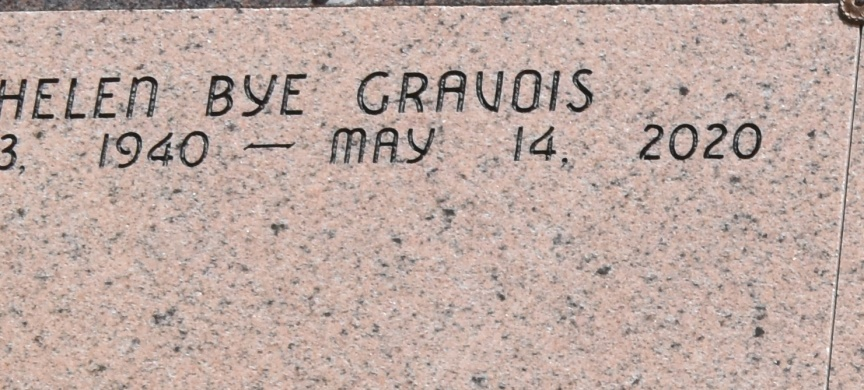 HELEN BYE GRAVOIS
3, 1940 — MAY 14, 2020